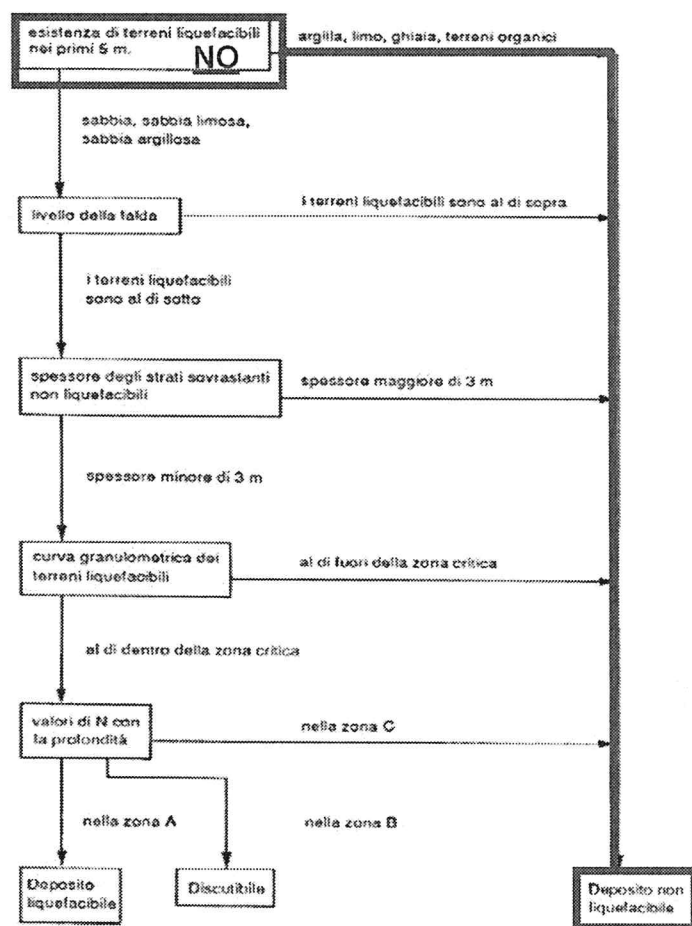 esistenza di terreni liquefacibili
nei primi 5 m.
NO
argilla, limo, ghiaia, terreni organici
sabbia, sabbia limosa,
sabbia argillosa
livello della falda
i terreni liquefacibili sono al di sopra
i terreni liquefacibili
sono al di sotto
spessore degli strati sovrastanti
non liquefacibili
spessore maggiore di 3 m
spessore minore di 3 m
curva granulometrica dei
terreni liquefacibili
al di fuori della zona critica
al di dentro della zona critica
valori di N con
la profondità
nella zona C
nella zona A
nella zona B
Deposito
liquefacibile
Discutibile
Deposito non
liquefacibile